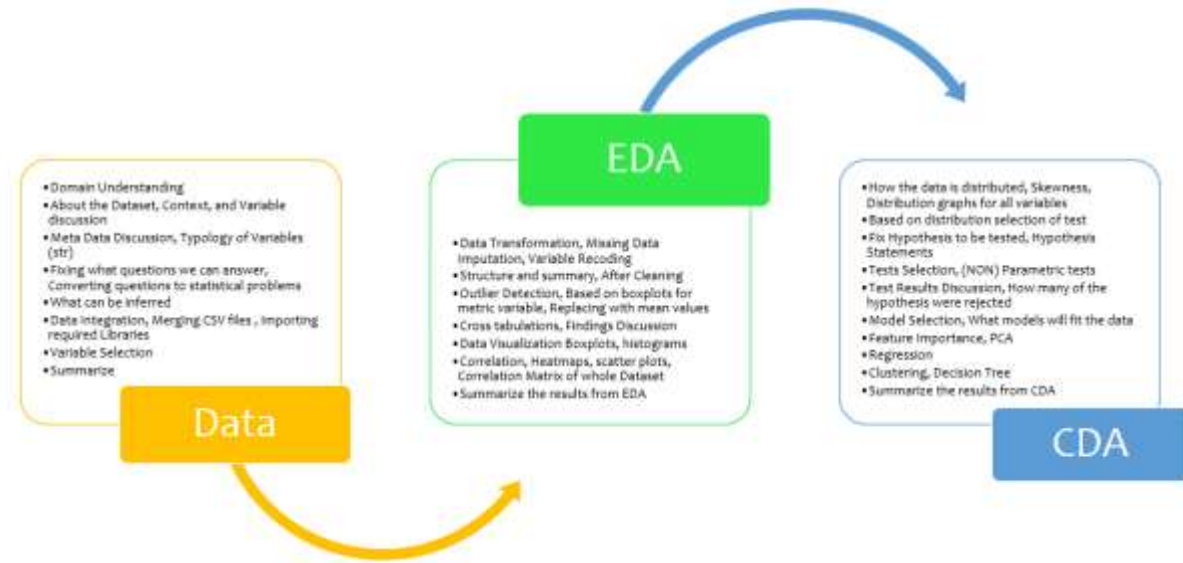 • Domain Understanding
• About the Dataset, Context, and Variable
discussion
• Meta Data Discussion, Typology of Variables
(str)
• Fixing what questions we can answer,
Converting questions to statistical problems
• What can be inferred
• Data Integration, Merging CSV files , Importing
required Libraries
• Variable Selection
• Summarize
Data
EDA
• Data Transformation, Missing Data
Imputation, Variable Recoding
• Structure and summary, After Cleaning
• Outlier Detection, Based on boxplots for
metric variable, Replacing with mean values
• Cross tabulations, Findings Discussion
• Data Visualization Boxplots, histograms
• Correlation, Heatmaps, scatter plots,
Correlation Matrix of whole Dataset
• Summarize the results from EDA
• How the data is distributed, Skewness,
Distribution graphs for all variables
• Based on distribution selection of test
• Fix Hypothesis to be tested, Hypothesis
Statements
• Tests Selection, (NON) Parametric tests
• Test Results Discussion, How many of the
hypothesis were rejected
• Model Selection, What models will fit the data
• Feature Importance, PCA
• Regression
• Clustering, Decision Tree
• Summarize the results from CDA
CDA